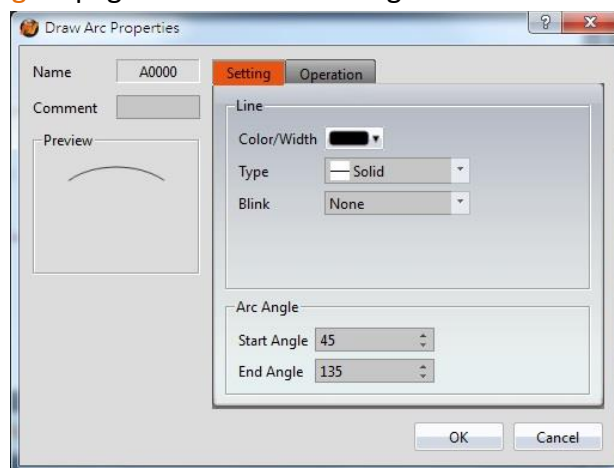 Draw Arc Properties
Name A0000
Comment
Preview
Setting Operation
Line
Color/Width
Type Solid
Blink None
Arc Angle
Start Angle 45
End Angle 135
OK Cancel